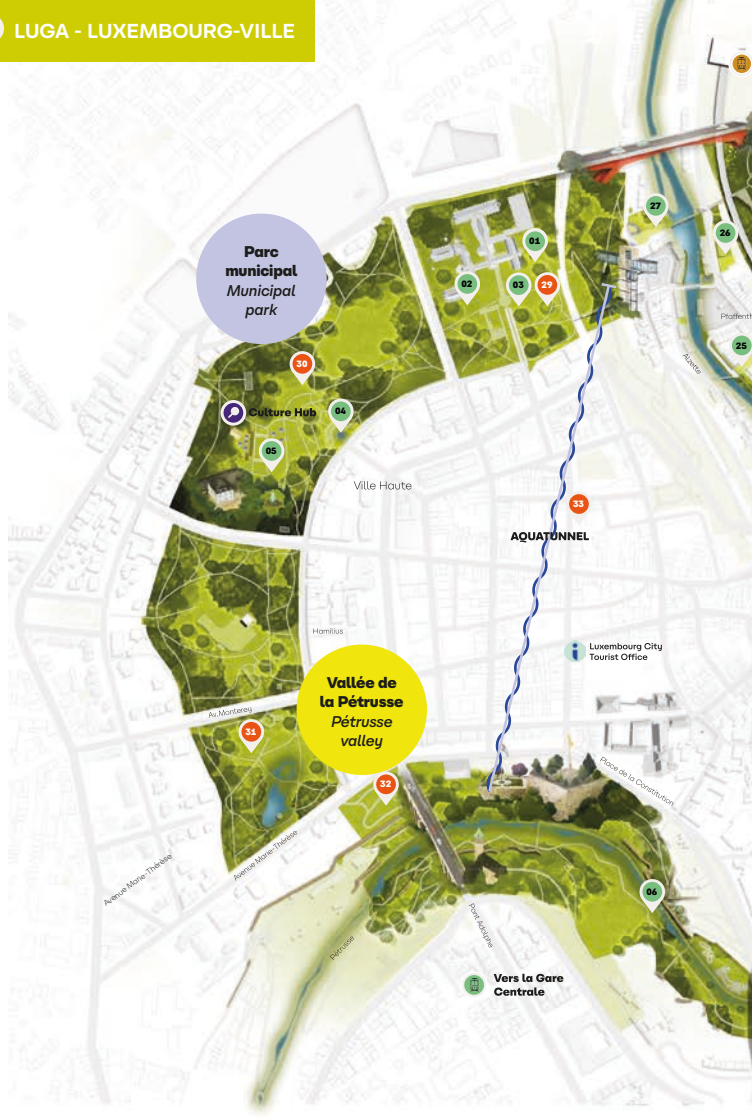 LUGA - LUXEMBOURG-VILLE
27
26
01
02
03
29
Parc
municipal
Municipal
park
25
Alzette
30
Culture Hub
04
05
Ville Haute
33
AQUATUNNEL
Hamilius
Luxembourg City
Tourist Office
Vallée de
la Pétrusse
Pétrusse
valley
Av.Monterey
31
32
Place de la Constitution
Avenue Marie-Thérèse
Avenue Marie-Thérèse
06
Pétrusse
Pont Adolphe
Vers la Gare
Centrale